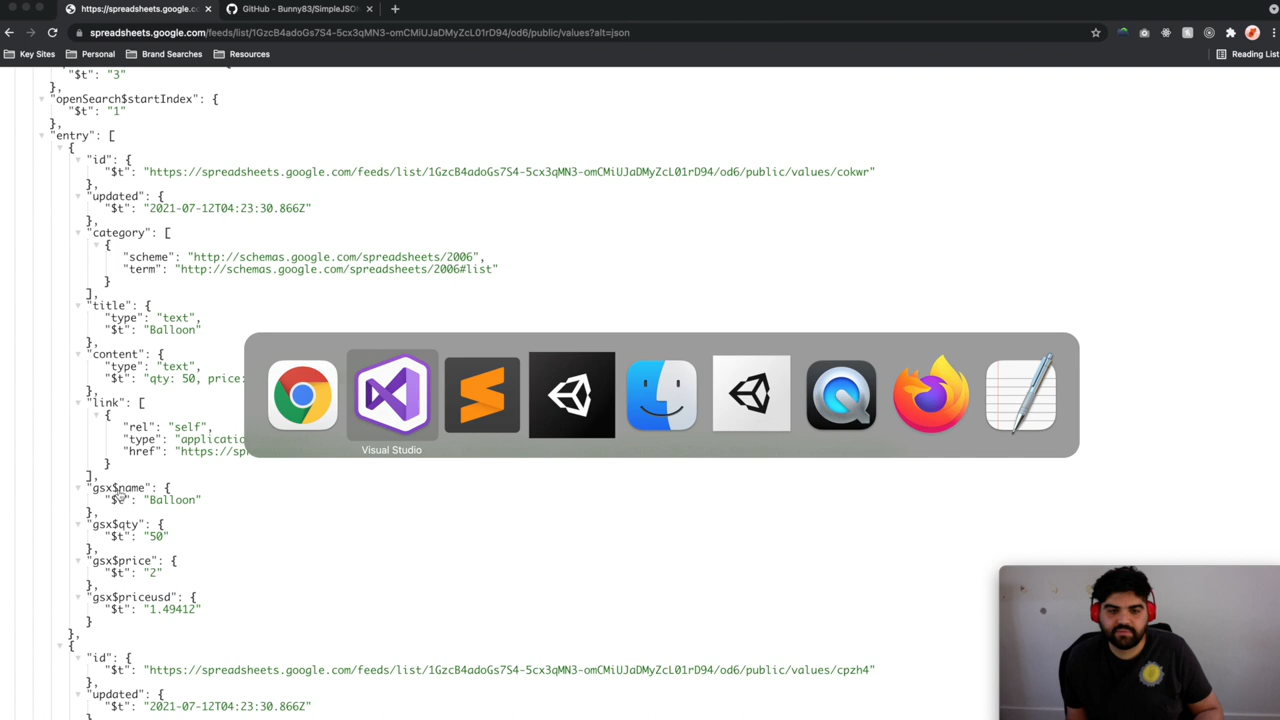 https://spreadsheets.google.co
GitHub - Bunny83/SimpleJSON
spreadsheets.google.com/feeds/list/1GzcB4adoGs7S4-5cx3qMN3-omCMiUJaDMyZcL01rD94/od6/public/values?alt=json
Key Sites
Personal
Brand Searches
Resources
Reading List
"$t": "3"
},
"openSearch$startIndex": {
"$t": "1"
},
"entry": [
{
"id": {
"$t": "https://spreadsheets.google.com/feeds/list/1GzcB4adoGs7S4-5cx3qMN3-omCMiUJaDMyZcL01rD94/od6/public/values/cokwr"
},
"updated": {
"$t": "2021-07-12T04:23:30.866Z"
},
"category": [
{
"scheme": "http://schemas.google.com/spreadsheets/2006",
"term": "http://schemas.google.com/spreadsheets/2006#list"
}
],
"title": {
"type": "text",
"$t": "Balloon"
},
"content": {
"type": "text",
"$t": "qty: 50, price:
},
"link": [
{
"rel": "self",
"type": "applicatio
"href": "https://sp
}
],
"gsx$name": {
"$t": "Balloon"
},
"gsx$qty": {
"$t": "50"
},
"gsx$price": {
"$t": "2"
},
"gsx$priceusd": {
"$t": "1.49412"
}
},
{
"id": {
"$t": "https://spreadsheets.google.com/feeds/list/1GzcB4adoGs7S4-5cx3qMN3-omCMiUJaDMyZcL01rD94/od6/public/values/cpzh4"
},
"updated": {
"$t": "2021-07-12T04:23:30.866Z"
},
Visual Studio